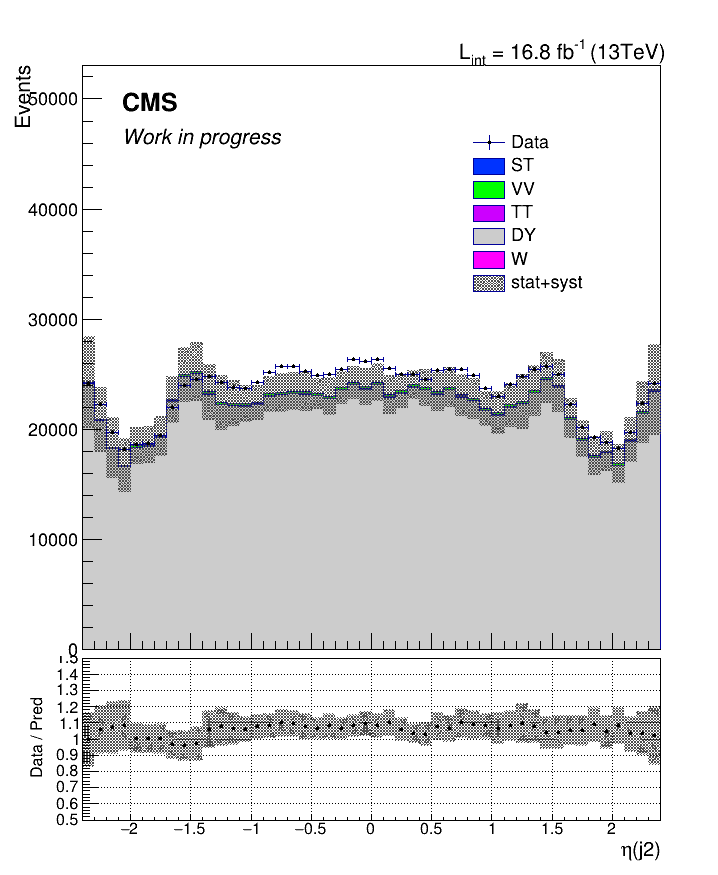 L_int = 16.8 fb^-1 (13TeV)
Events
50000
CMS
Work in progress
Data
ST
VV
TT
DY
W
stat+syst
40000
30000
20000
10000
0
1.5
1.4
1.3
1.2
1.1
1
0.9
0.8
0.7
0.6
0.5
Data / Pred
−2 −1.5 −1 −0.5 0 0.5 1 1.5 2
η(j2)